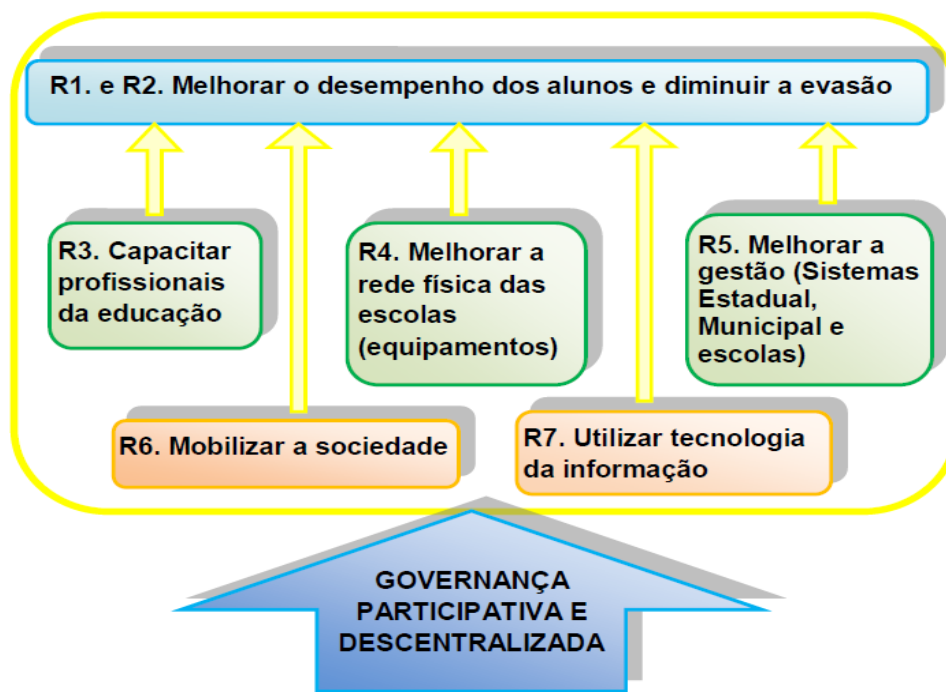 R1. e R2. Melhorar o desempenho dos alunos e diminuir a evasão
R3. Capacitar
profissionais
da educação
R4. Melhorar a
rede física das
escolas
(equipamentos)
R5. Melhorar a
gestão (Sistemas
Estadual,
Municipal e
escolas)
R6. Mobilizar a sociedade
R7. Utilizar tecnologia
da informação
GOVERNANÇA
PARTICIPATIVA E
DESCENTRALIZADA